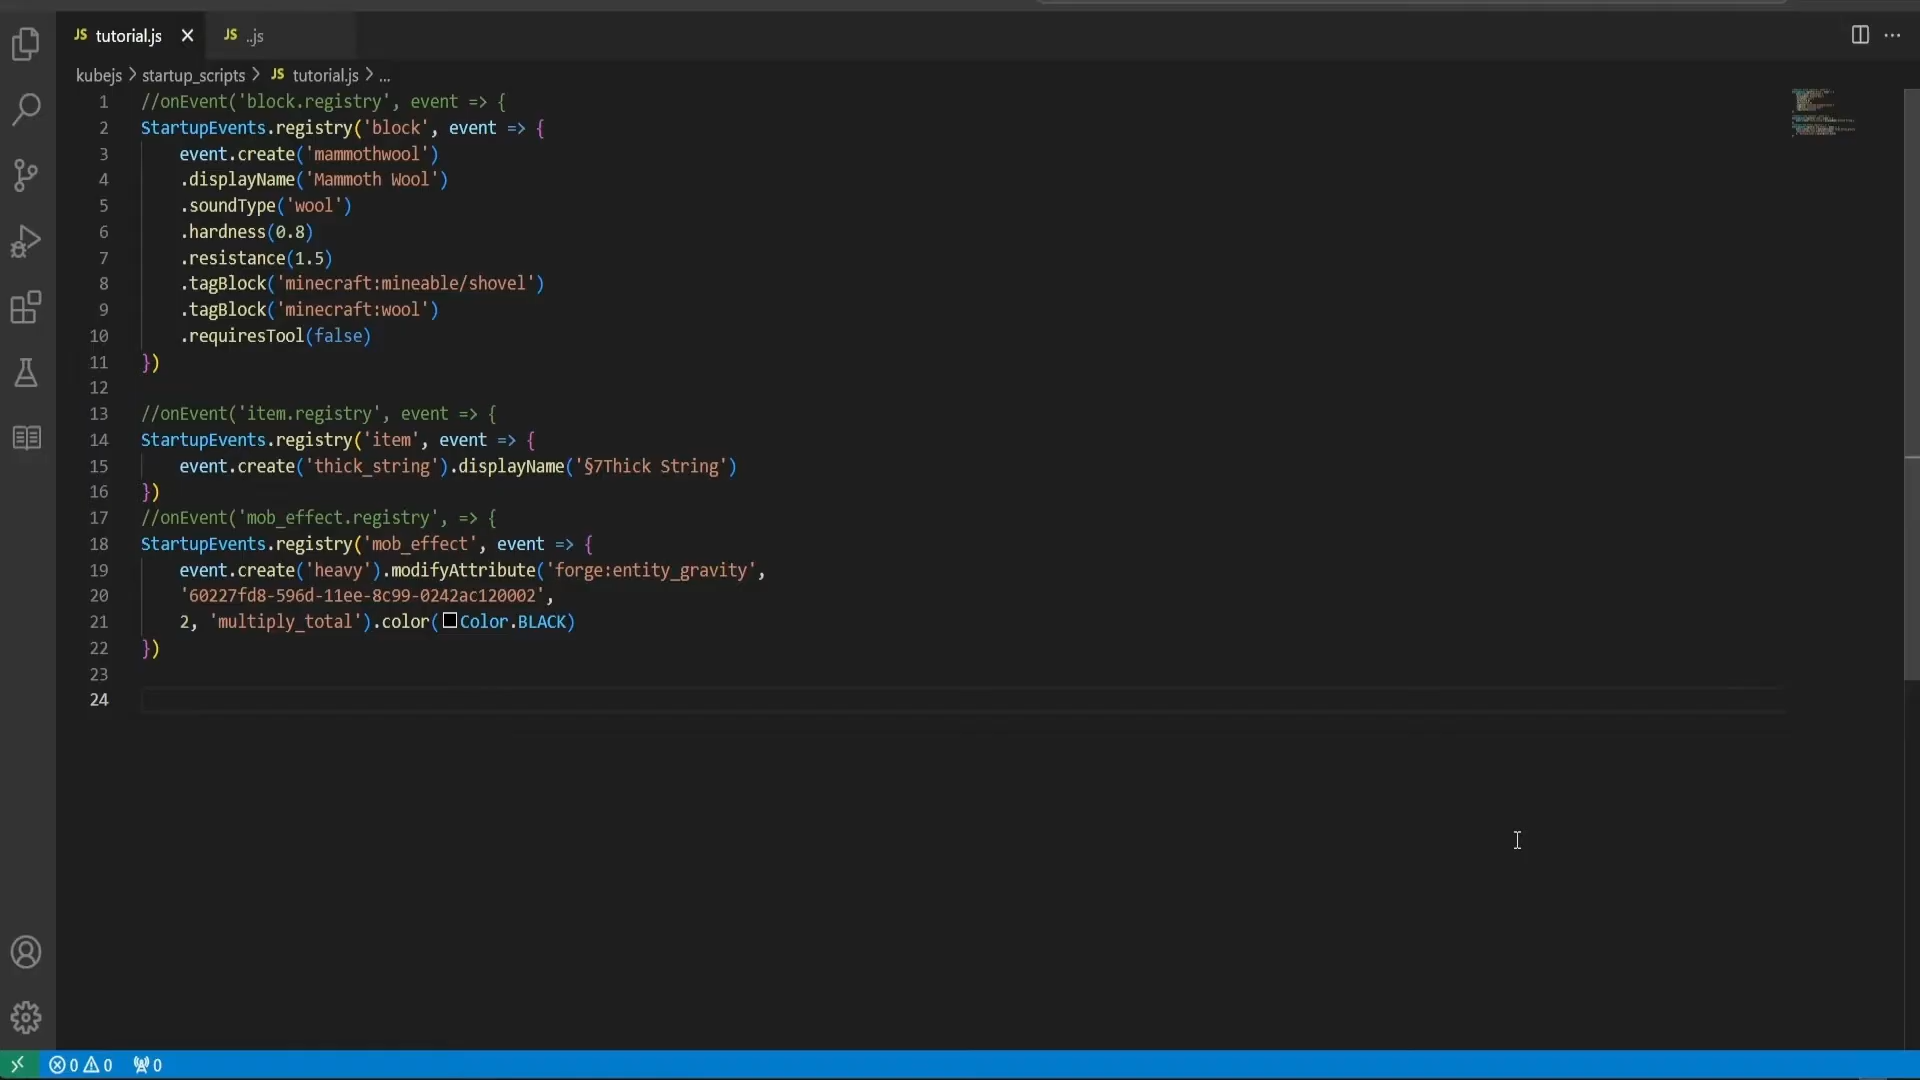 JS tutorial.js
JS ..js
kubejs > startup_scripts > JS tutorial.js > ...
1 //onEvent('block.registry', event => {
2 StartupEvents.registry('block', event => {
3 event.create('mammothwool')
4 .displayName('Mammoth Wool')
5 .soundType('wool')
6 .hardness(0.8)
7 .resistance(1.5)
8 .tagBlock('minecraft:mineable/shovel')
9 .tagBlock('minecraft:wool')
10 .requiresTool(false)
11 })
12
13 //onEvent('item.registry', event => {
14 StartupEvents.registry('item', event => {
15 event.create('thick_string').displayName('§7Thick String')
16 })
17 //onEvent('mob_effect.registry', => {
18 StartupEvents.registry('mob_effect', event => {
19 event.create('heavy').modifyAttribute('forge:entity_gravity',
20 '60227fd8-596d-11ee-8c99-0242ac120002',
21 2, 'multiply_total').color(Color.BLACK)
22 })
23
24
0 0 0